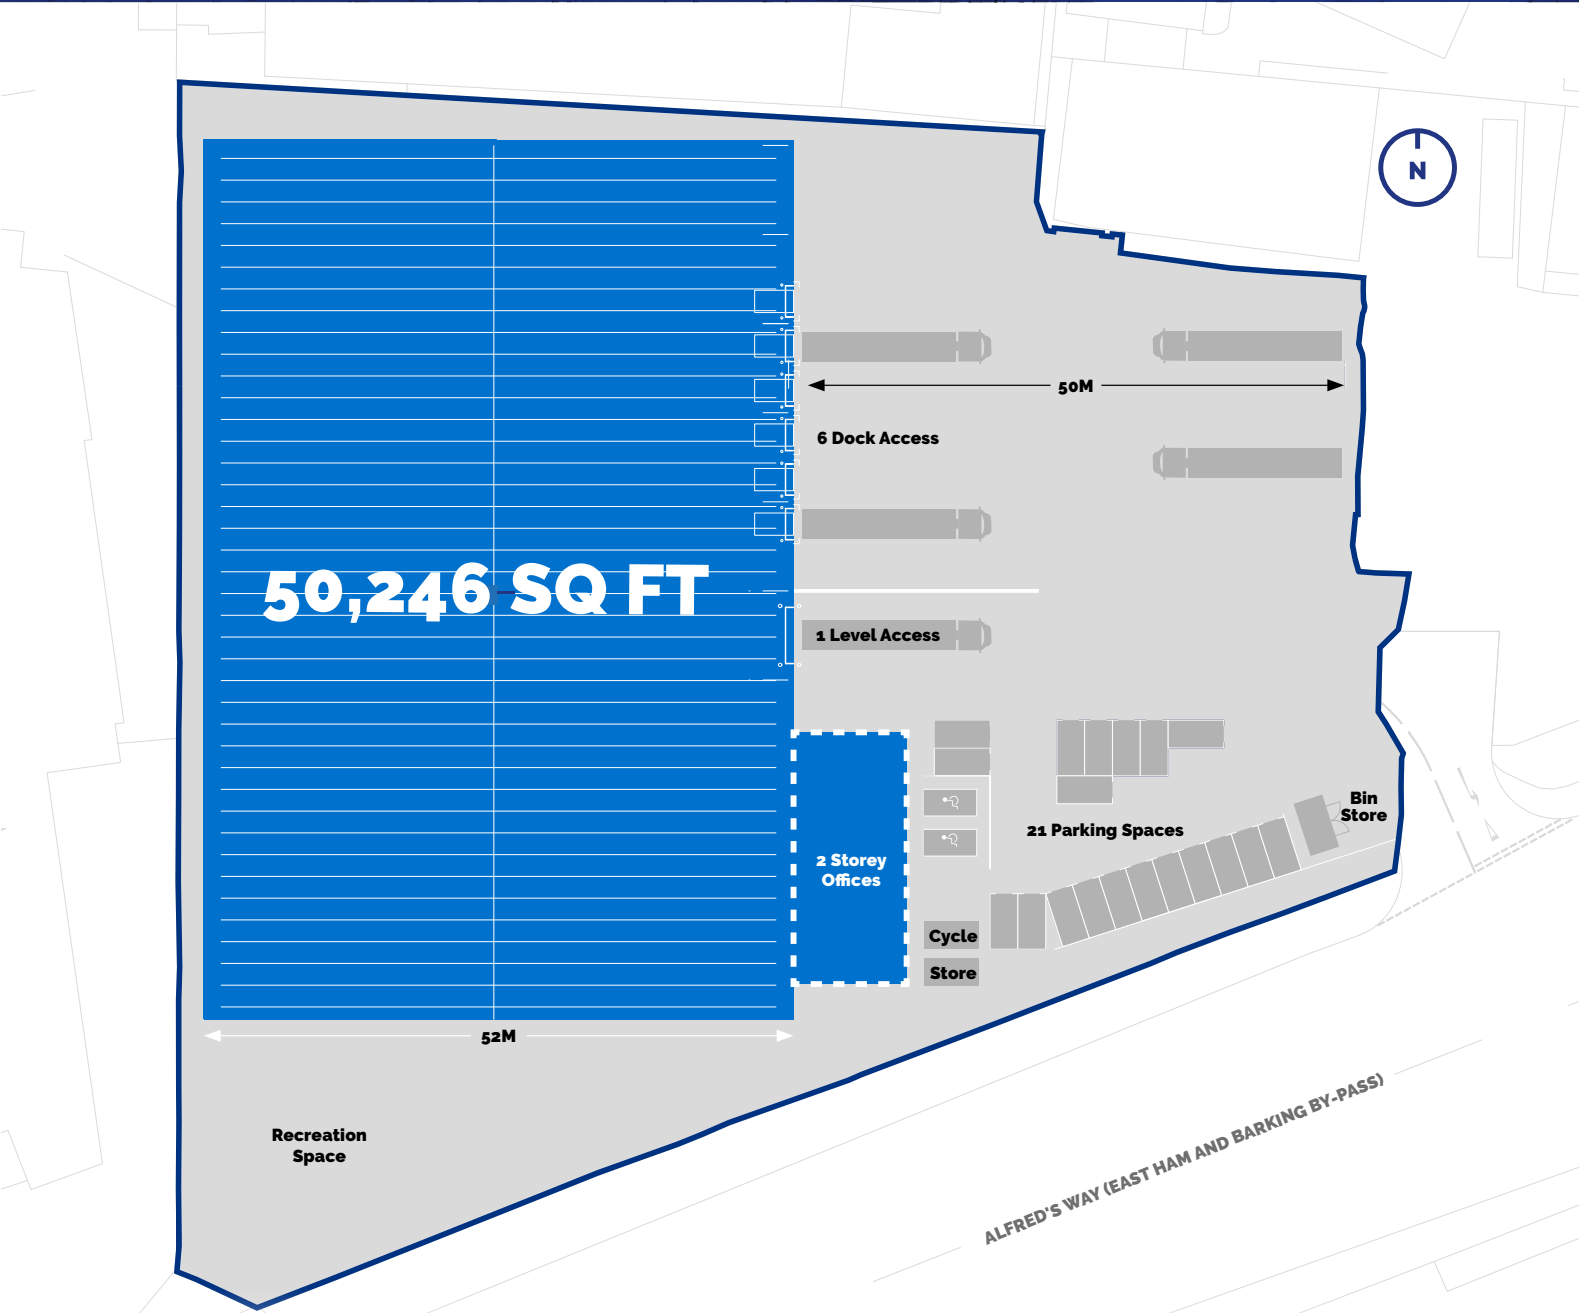 N
50M
6 Dock Access
50,246 SQ FT
1 Level Access
Bin
Store
21 Parking Spaces
2 Storey
Offices
Cycle
Store
52M
Recreation
Space
ALFRED'S WAY (EAST HAM AND BARKING BY-PASS)